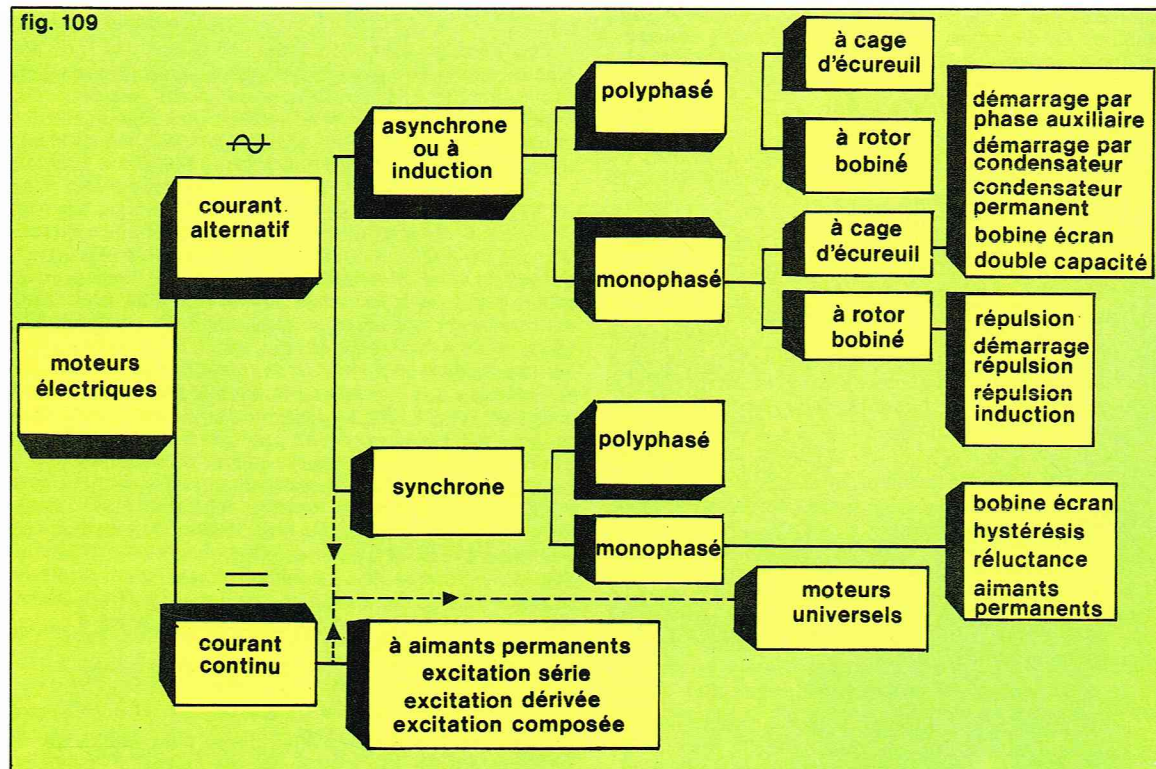 fig. 109
moteurs
électriques
courant
alternatif
courant
continu
asynchrone
ou à
induction
polyphasé
à cage
d'écureuil
à rotor
bobiné
monophasé
à cage
d'écureuil
à rotor
bobiné
démarrage par
phase auxiliaire
démarrage par
condensateur
condensateur
permanent
bobine écran
double capacité
répulsion
démarrage
répulsion
répulsion
induction
synchrone
polyphasé
monophasé
bobine écran
hystérésis
réluctance
aimants
permanents
moteurs
universels
à aimants permanents
excitation série
excitation dérivée
excitation composée